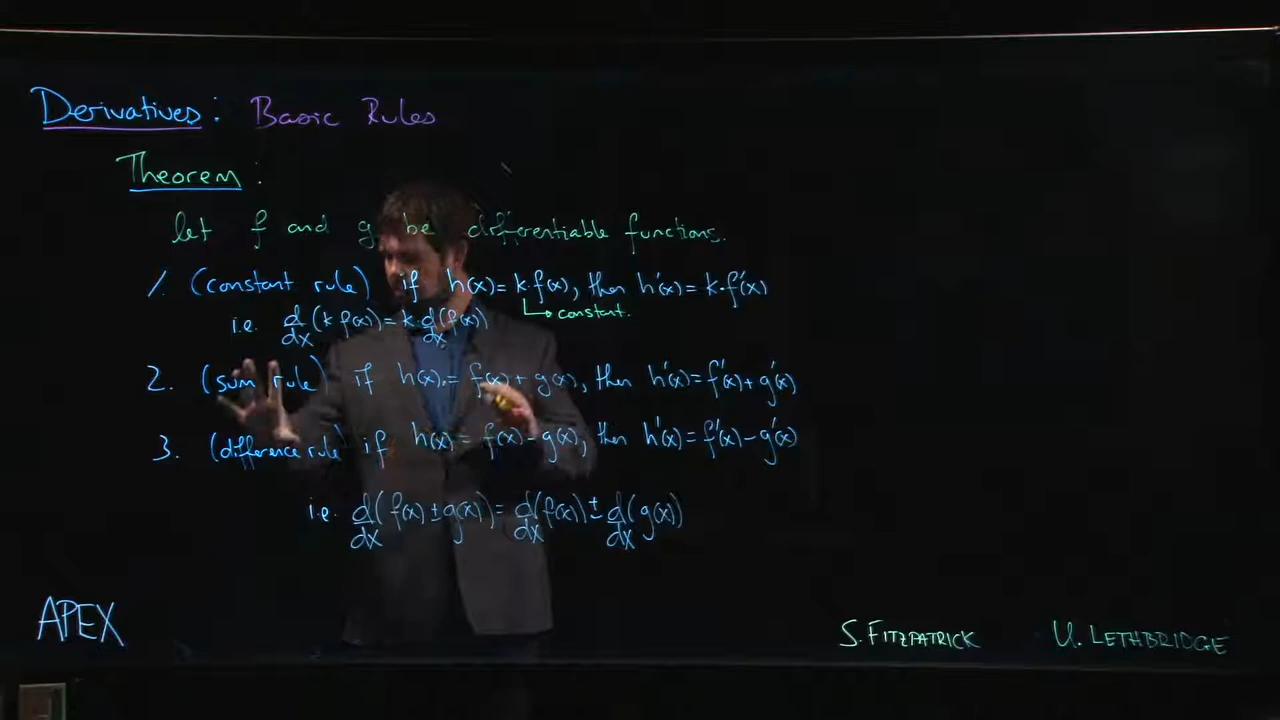 Derivatives: Basic Rules
Theorem:
let f and g be differentiable functions.
1. (constant rule) if h(x)= k·f(x), then h'(x)= k·f'(x)
↳ constant.
i.e. d/dx (k f(x)) = k·d/dx (f(x))
2. (sum rule) if h(x) = f(x)+g(x), then h'(x)= f'(x)+g'(x)
3. (difference rule) if h(x)= f(x)-g(x), then h'(x)= f'(x)-g'(x)
i.e. d/dx (f(x) ± g(x)) = d/dx (f(x)) ± d/dx (g(x))
APEX
S. FITZPATRICK U. LETHBRIDGE